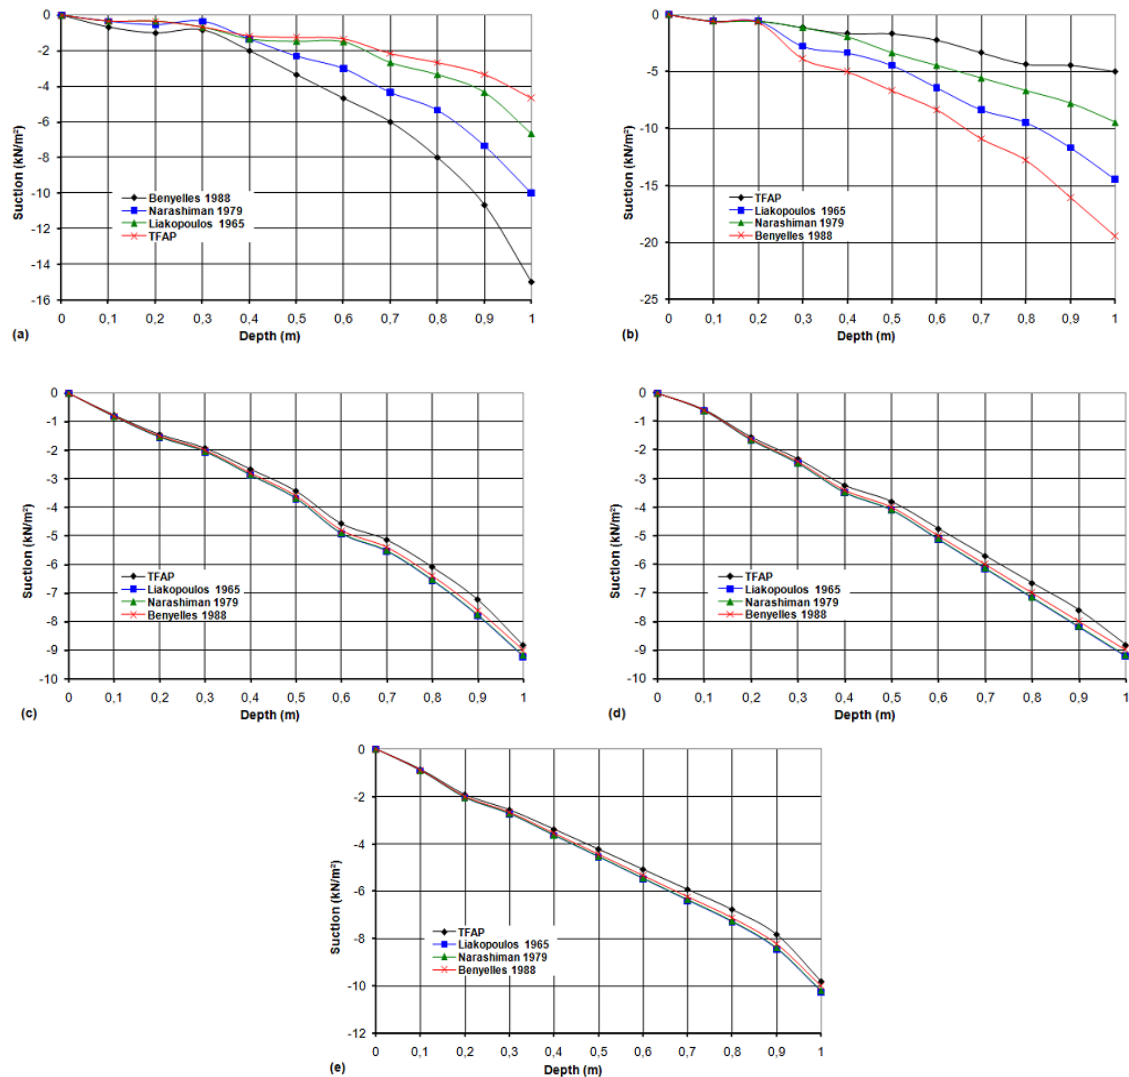 0
-2
-4
-6
-8
-10
-12
-14
-16
Suction (kN/m²)
Benyelles 1988
Narashiman 1979
Liakopoulos 1965
TFAP
0 0,1 0,2 0,3 0,4 0,5 0,6 0,7 0,8 0,9 1
(a)
Depth (m)
0
-5
-10
-15
-20
-25
Suction (kN/m²)
TFAP
Liakopoulos 1965
Narashiman 1979
Benyelles 1988
0 0,1 0,2 0,3 0,4 0,5 0,6 0,7 0,8 0,9 1
(b)
Depth (m)
0
-1
-2
-3
-4
-5
-6
-7
-8
-9
-10
Suction (kN/m²)
TFAP
Liakopoulos 1965
Narashiman 1979
Benyelles 1988
0 0,1 0,2 0,3 0,4 0,5 0,6 0,7 0,8 0,9 1
(c)
Depth (m)
0
-1
-2
-3
-4
-5
-6
-7
-8
-9
-10
Suction (kN/m²)
TFAP
Liakopoulos 1965
Narashiman 1979
Benyelles 1988
0 0,1 0,2 0,3 0,4 0,5 0,6 0,7 0,8 0,9 1
(d)
Depth (m)
0
-2
-4
-6
-8
-10
-12
Suction (kN/m²)
TFAP
Liakopoulos 1965
Narashiman 1979
Benyelles 1988
0 0,1 0,2 0,3 0,4 0,5 0,6 0,7 0,8 0,9 1
(e)
Depth (m)